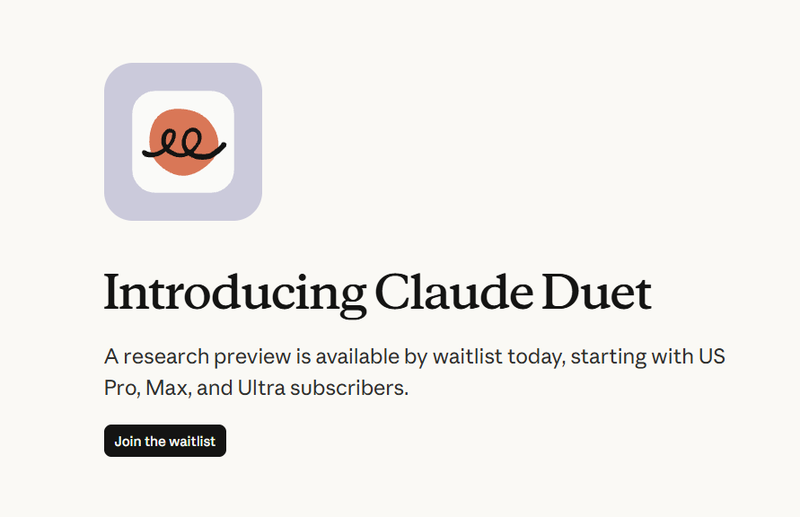 Introducing Claude Duet
A research preview is available by waitlist today, starting with US
Pro, Max, and Ultra subscribers.
Join the waitlist